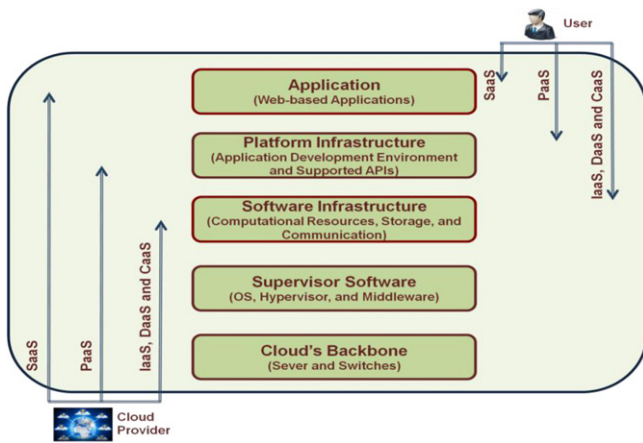 User
Application
(Web-based Applications)
SaaS
PaaS
IaaS, DaaS and CaaS
Platform Infrastructure
(Application Development Environment
and Supported APIs)
Software Infrastructure
(Computational Resources, Storage, and
Communication)
Supervisor Software
(OS, Hypervisor, and Middleware)
Cloud's Backbone
(Sever and Switches)
SaaS
PaaS
IaaS, DaaS and CaaS
Cloud
Provider